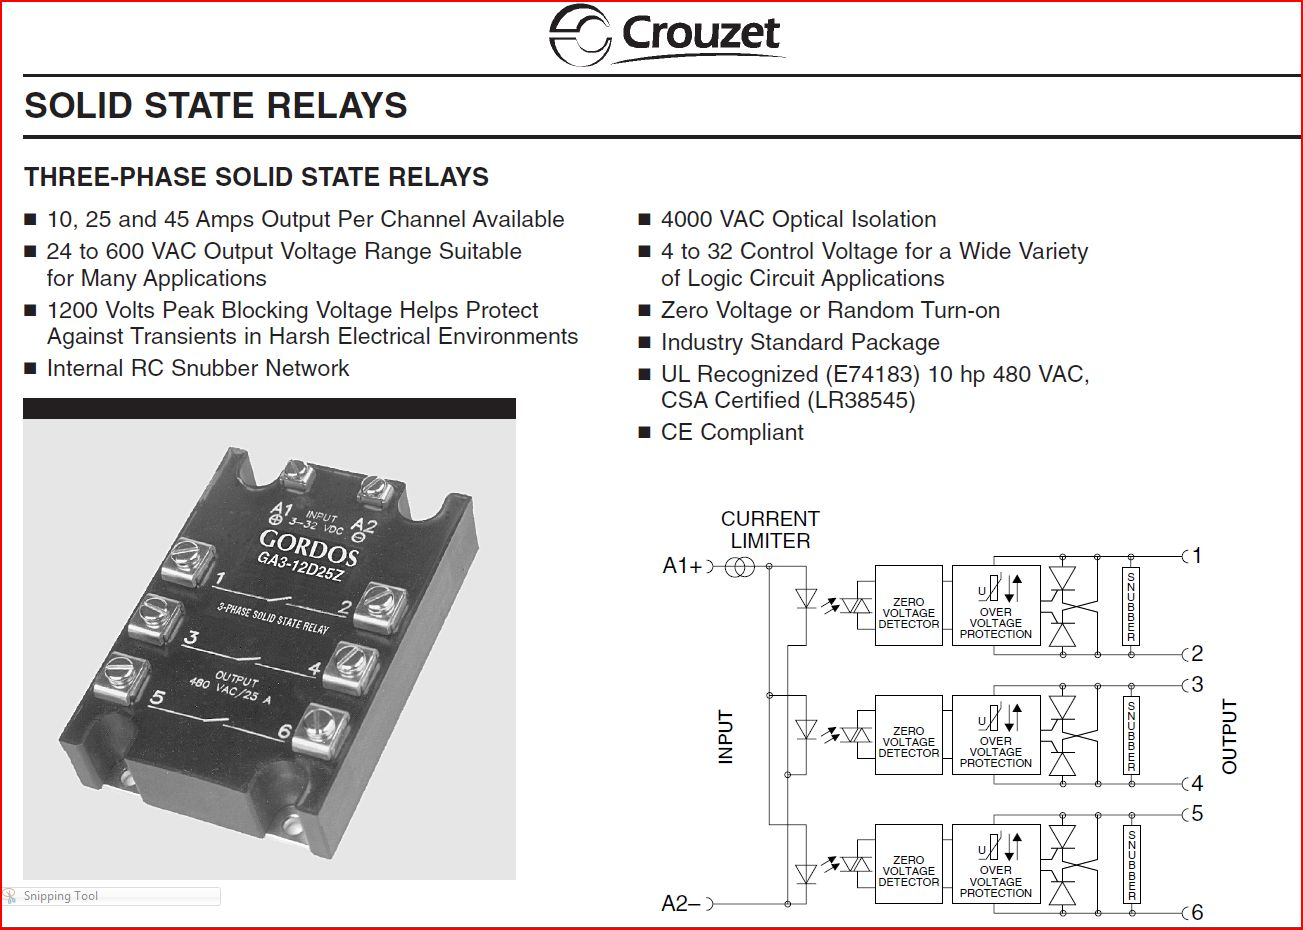 Crouzet
SOLID STATE RELAYS
THREE-PHASE SOLID STATE RELAYS
■ 10, 25 and 45 Amps Output Per Channel Available
■ 24 to 600 VAC Output Voltage Range Suitable
for Many Applications
■ 1200 Volts Peak Blocking Voltage Helps Protect
Against Transients in Harsh Electrical Environments
■ Internal RC Snubber Network
■ 4000 VAC Optical Isolation
■ 4 to 32 Control Voltage for a Wide Variety
of Logic Circuit Applications
■ Zero Voltage or Random Turn-on
■ Industry Standard Package
■ UL Recognized (E74183) 10 hp 480 VAC,
CSA Certified (LR38545)
■ CE Compliant
A1 INPUT A2
3-32 VDC
GORDOS
GA3-12D25Z
1 2
3-PHASE SOLID STATE RELAY
3 4
OUTPUT
480 VAC/25 A
5 6
Snipping Tool
CURRENT
LIMITER
A1+
INPUT
A2–
ZERO
VOLTAGE
DETECTOR
U
OVER
VOLTAGE
PROTECTION
SNUBBER
1
2
ZERO
VOLTAGE
DETECTOR
U
OVER
VOLTAGE
PROTECTION
SNUBBER
3
4
ZERO
VOLTAGE
DETECTOR
U
OVER
VOLTAGE
PROTECTION
SNUBBER
5
6
OUTPUT